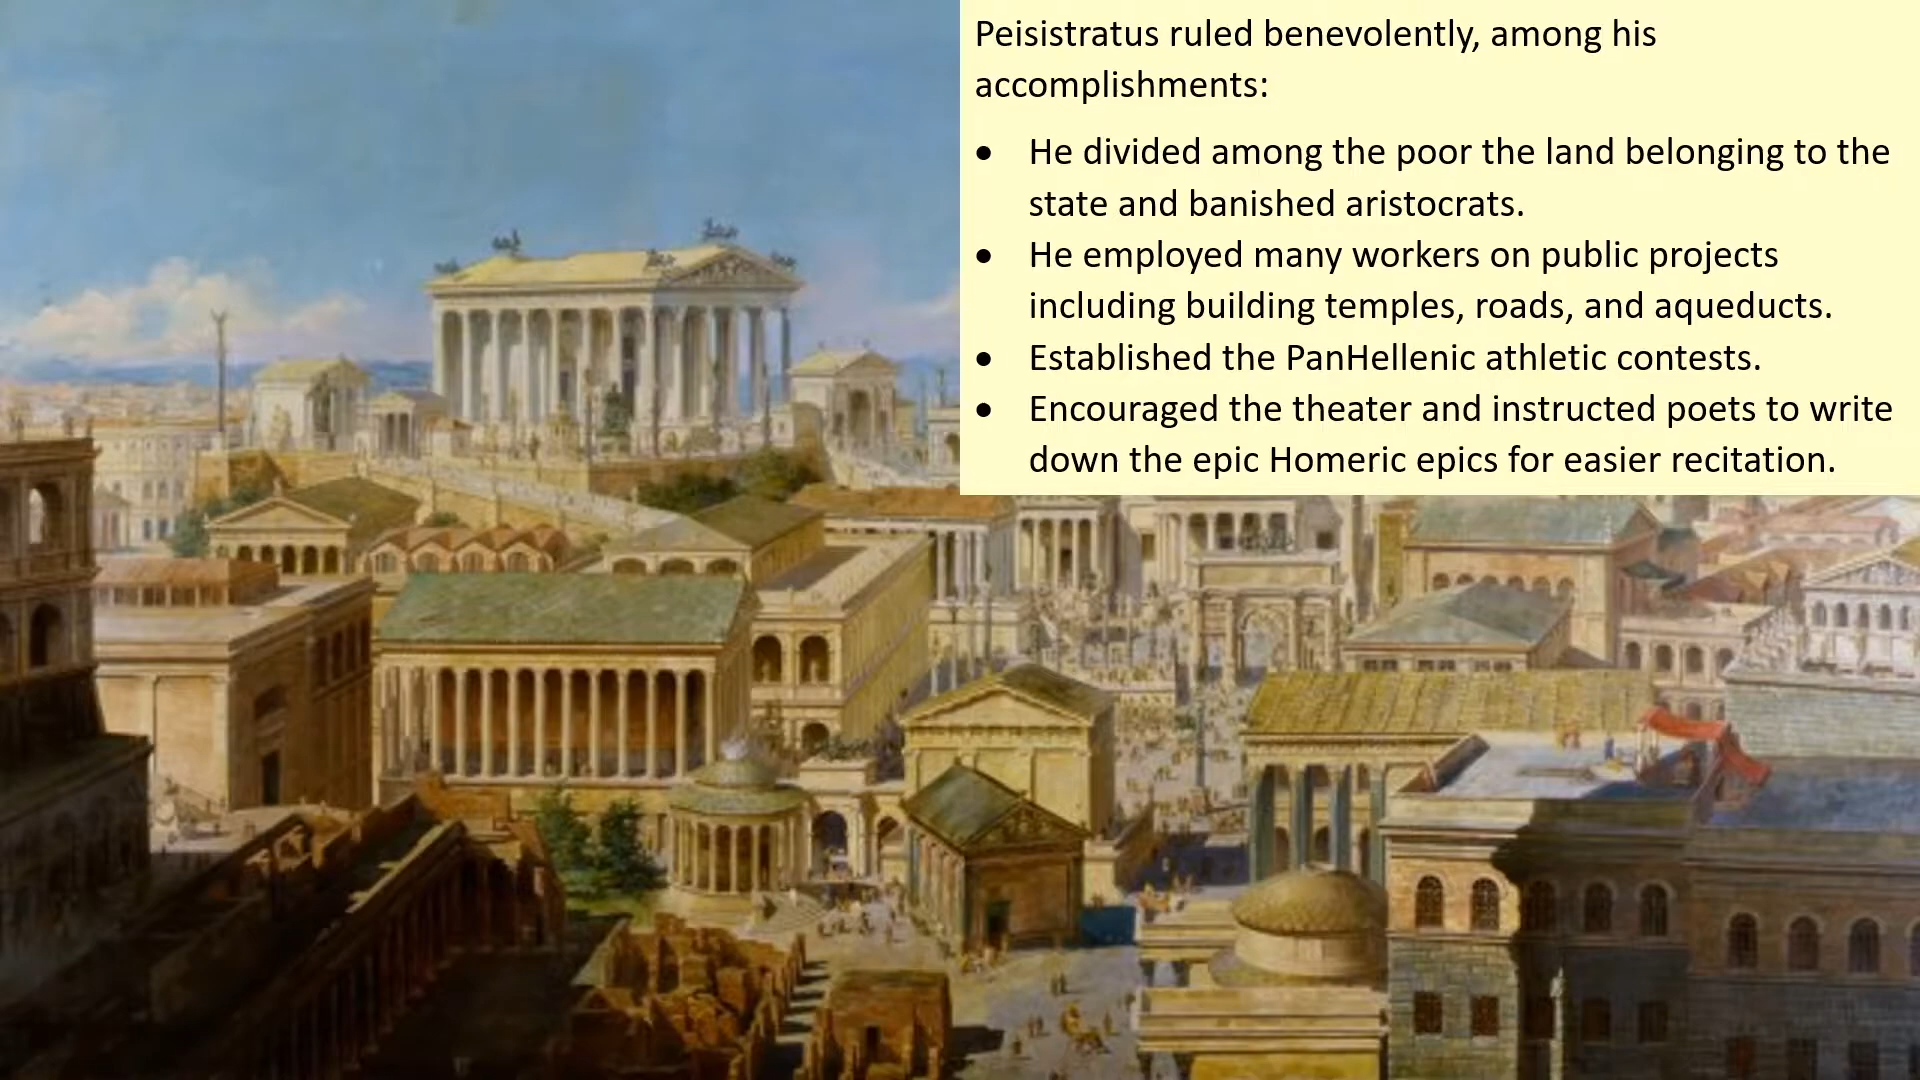 Peisistratus ruled benevolently, among his
accomplishments:
• He divided among the poor the land belonging to the
state and banished aristocrats.
• He employed many workers on public projects
including building temples, roads, and aqueducts.
• Established the PanHellenic athletic contests.
• Encouraged the theater and instructed poets to write
down the epic Homeric epics for easier recitation.